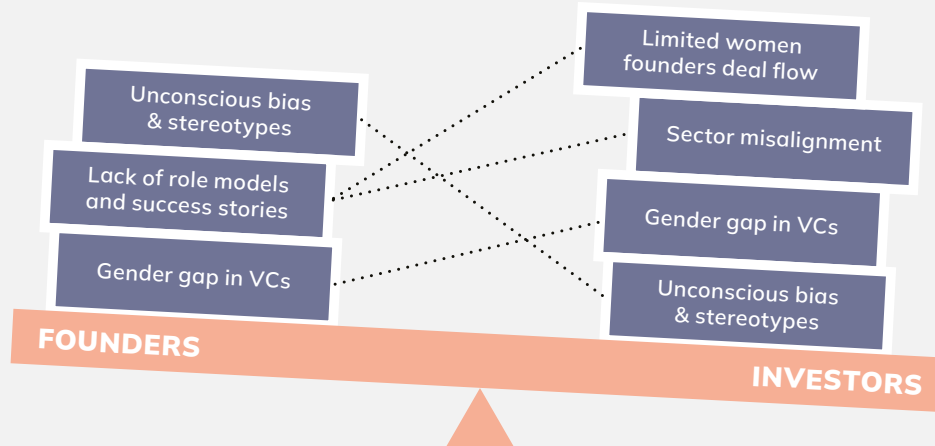 Unconscious bias
& stereotypes
Lack of role models
and success stories
Gender gap in VCs
FOUNDERS
Limited women
founders deal flow
Sector misalignment
Gender gap in VCs
Unconscious bias
& stereotypes
INVESTORS